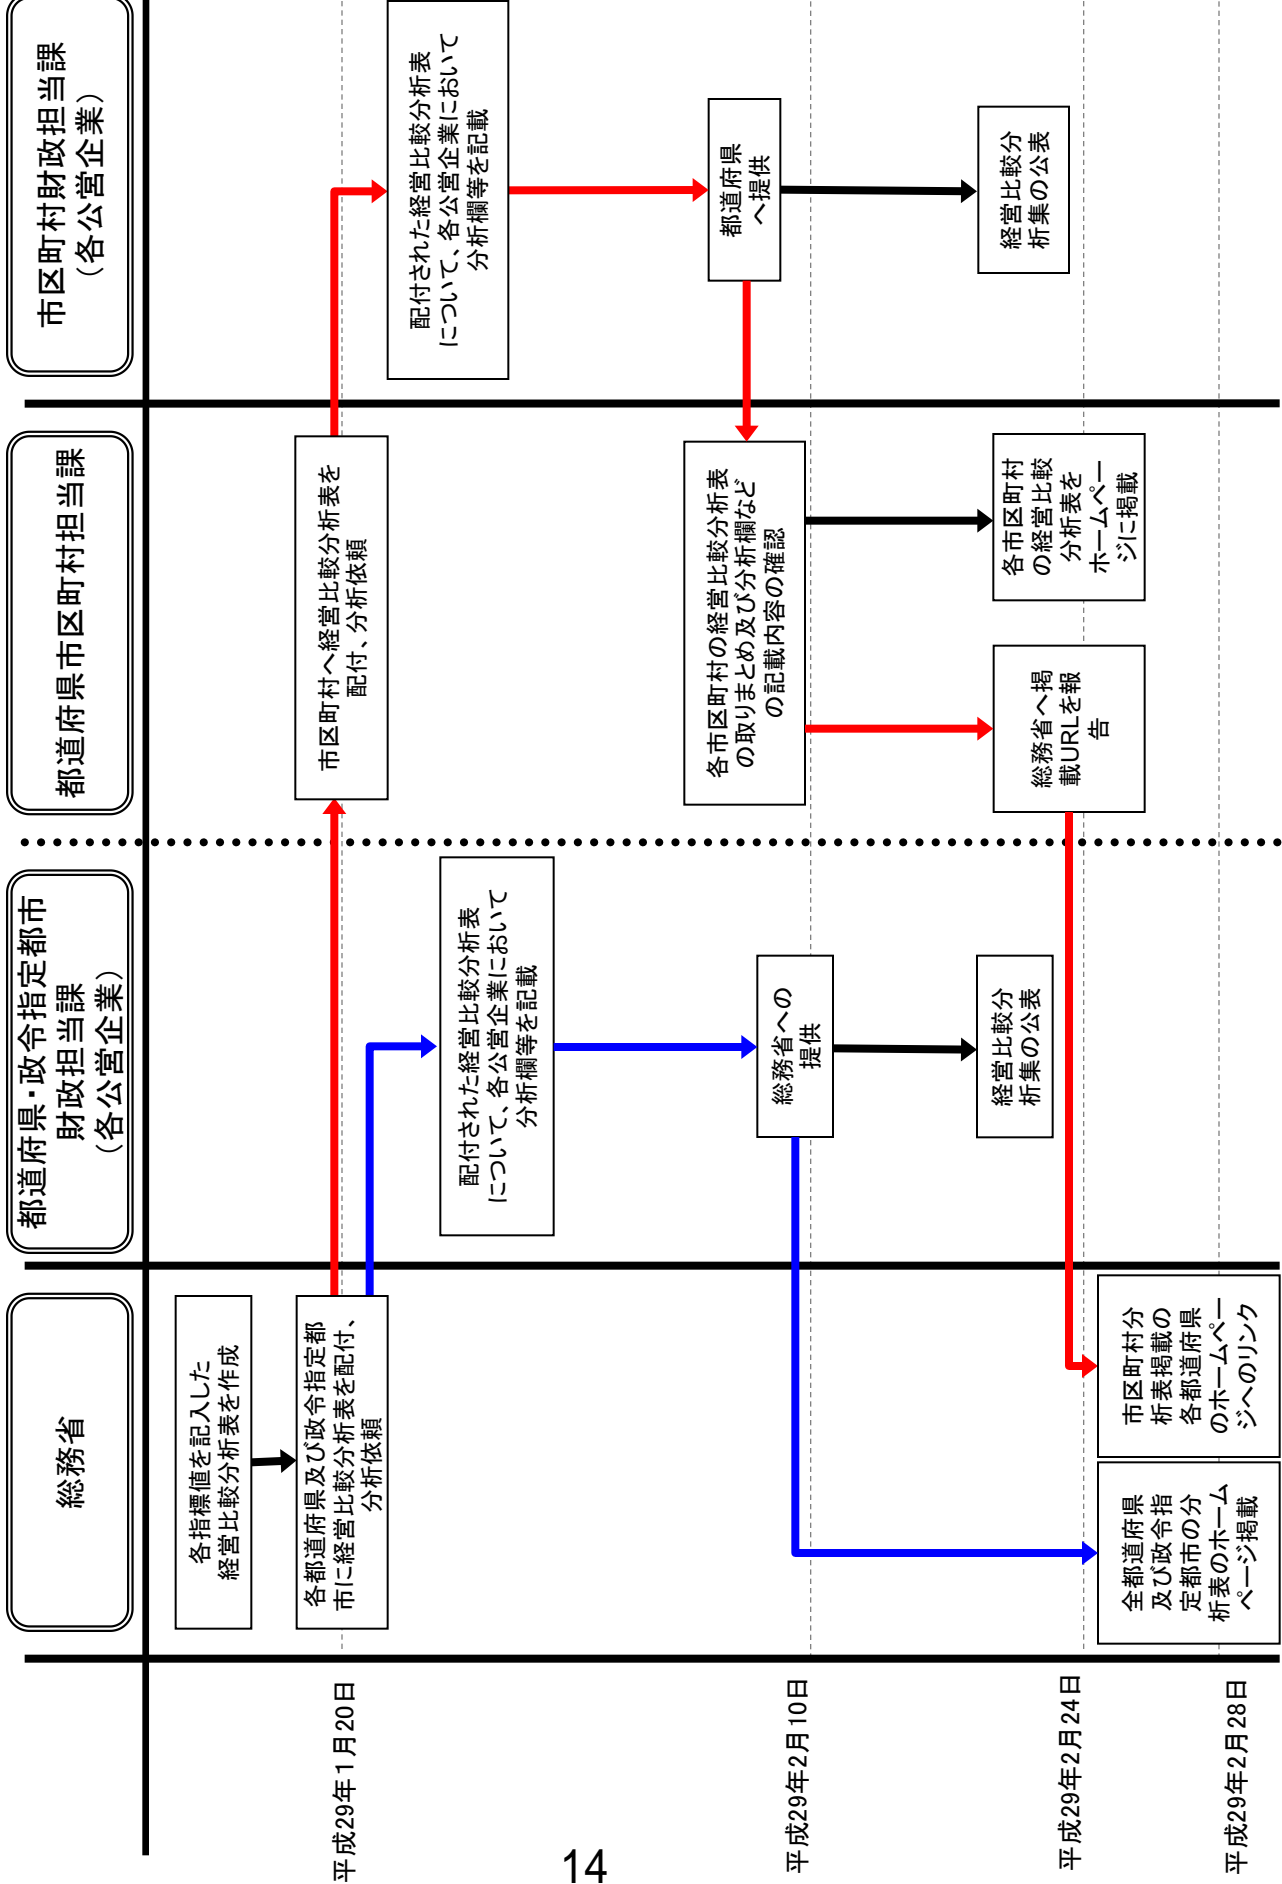 総務省
都道府県・政令指定都市
財政担当課
（各公営企業）
都道府県市区町村担当課
市区町村財政担当課
（各公営企業）
各指標値を記入した
経営比較分析表を作成
平成29年1月20日
各都道府県及び政令指定都
市に経営比較分析表を配付、
分析依頼
市区町村へ経営比較分析表を
配付、分析依頼
配付された経営比較分析表
について、各公営企業において
分析欄等を記載
配付された経営比較分析表
について、各公営企業において
分析欄等を記載
平成29年2月10日
総務省への
提供
各市区町村の経営比較分析表
の取りまとめ及び分析欄など
の記載内容の確認
都道府県
へ提供
平成29年2月24日
経営比較分
析集の公表
総務省へ掲
載URLを報
告
各市区町村
の経営比較
分析表を
ホームペー
ジに掲載
経営比較分
析集の公表
平成29年2月28日
全都道府県
及び政令指
定都市の分
析表のホーム
ページ掲載
市区町村分
析表掲載の
各都道府県
のホームペー
ジへのリンク
14